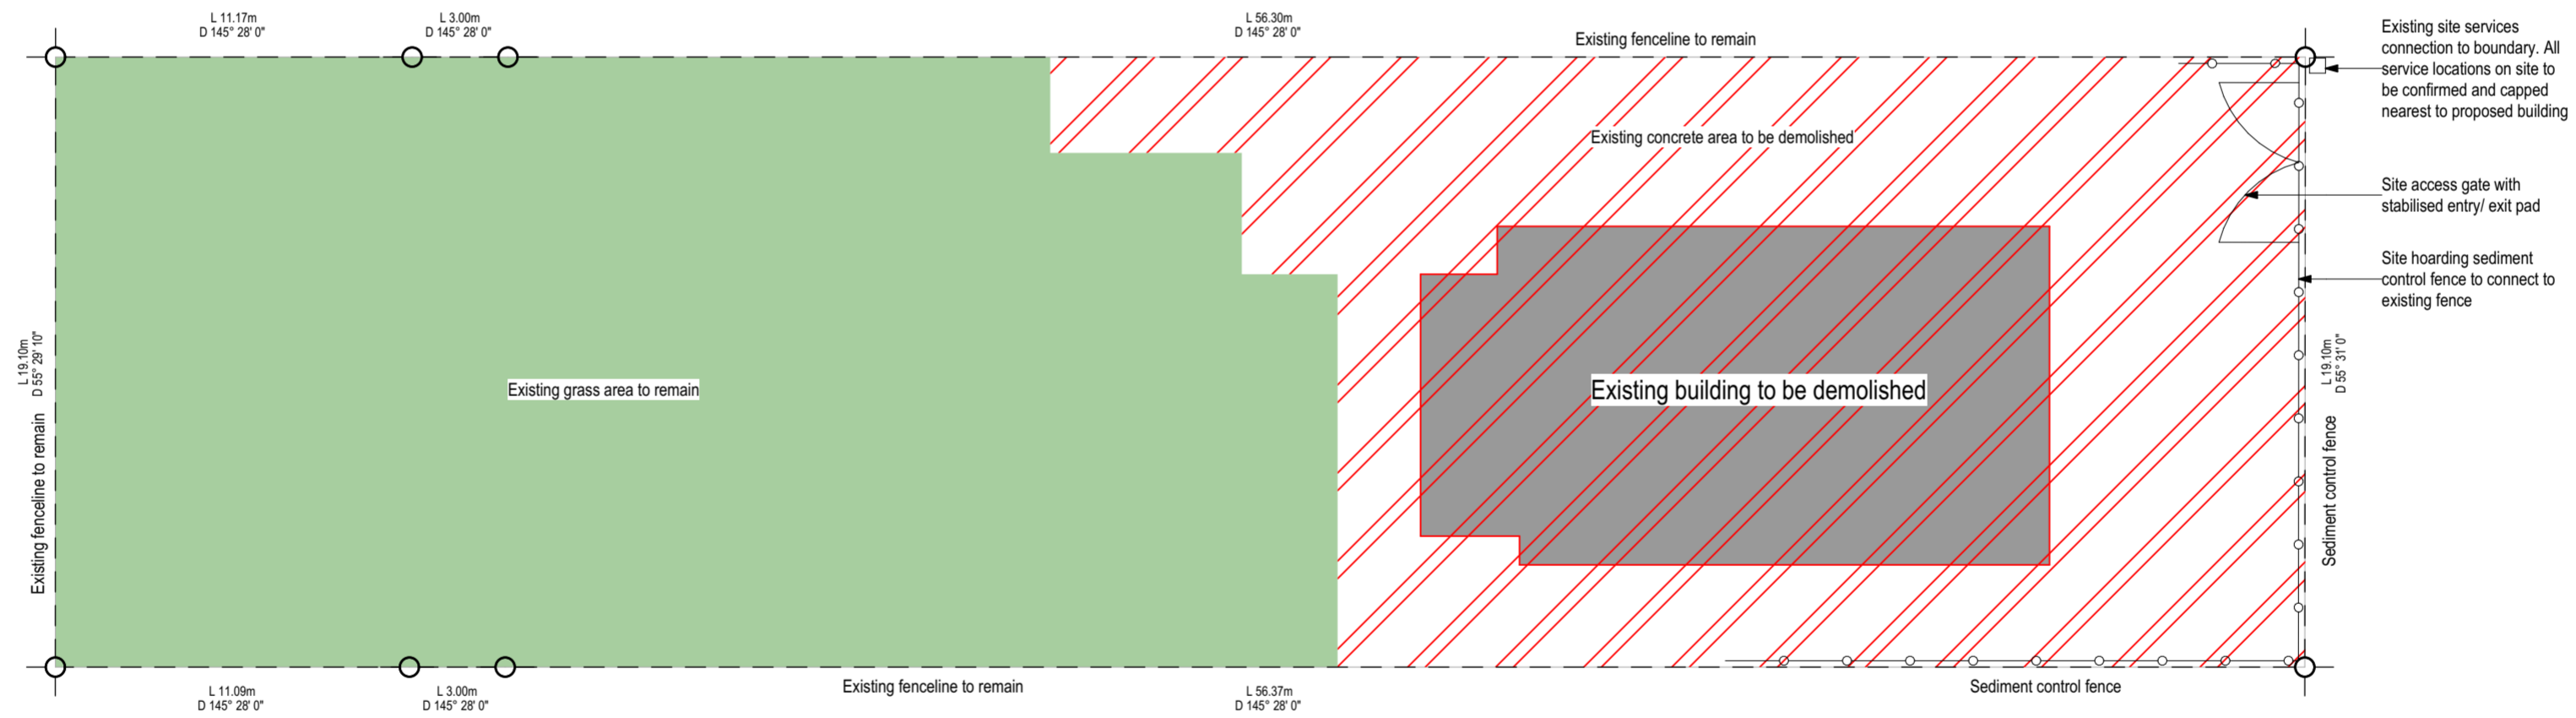 L 11.17m
D 145° 28' 0"
L 3.00m
D 145° 28' 0"
L 56.30m
D 145° 28' 0"
Existing fenceline to remain
Existing site services
connection to boundary. All
service locations on site to
be confirmed and capped
nearest to proposed building
Existing concrete area to be demolished
Site access gate with
stabilised entry/ exit pad
Site hoarding sediment
control fence to connect to
existing fence
L 19.10m
D 55° 29' 10"
Existing fenceline to remain
Existing grass area to remain
Existing building to be demolished
L 19.10m
D 55° 31' 0"
Sediment control fence
L 11.09m
D 145° 28' 0"
L 3.00m
D 145° 28' 0"
Existing fenceline to remain
L 56.37m
D 145° 28' 0"
Sediment control fence